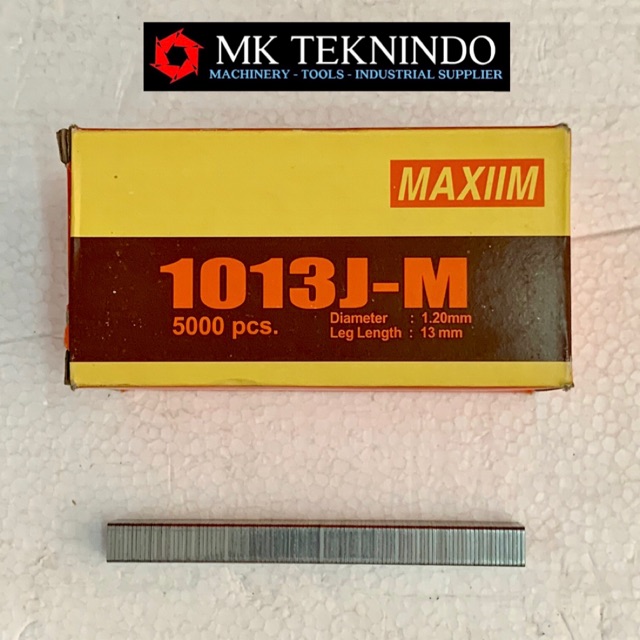 MK TEKNINDO
MACHINERY - TOOLS - INDUSTRIAL SUPPLIER
MAXIIM
1013J-M
5000 pcs.
Diameter : 1.20mm
Leg Length : 13 mm